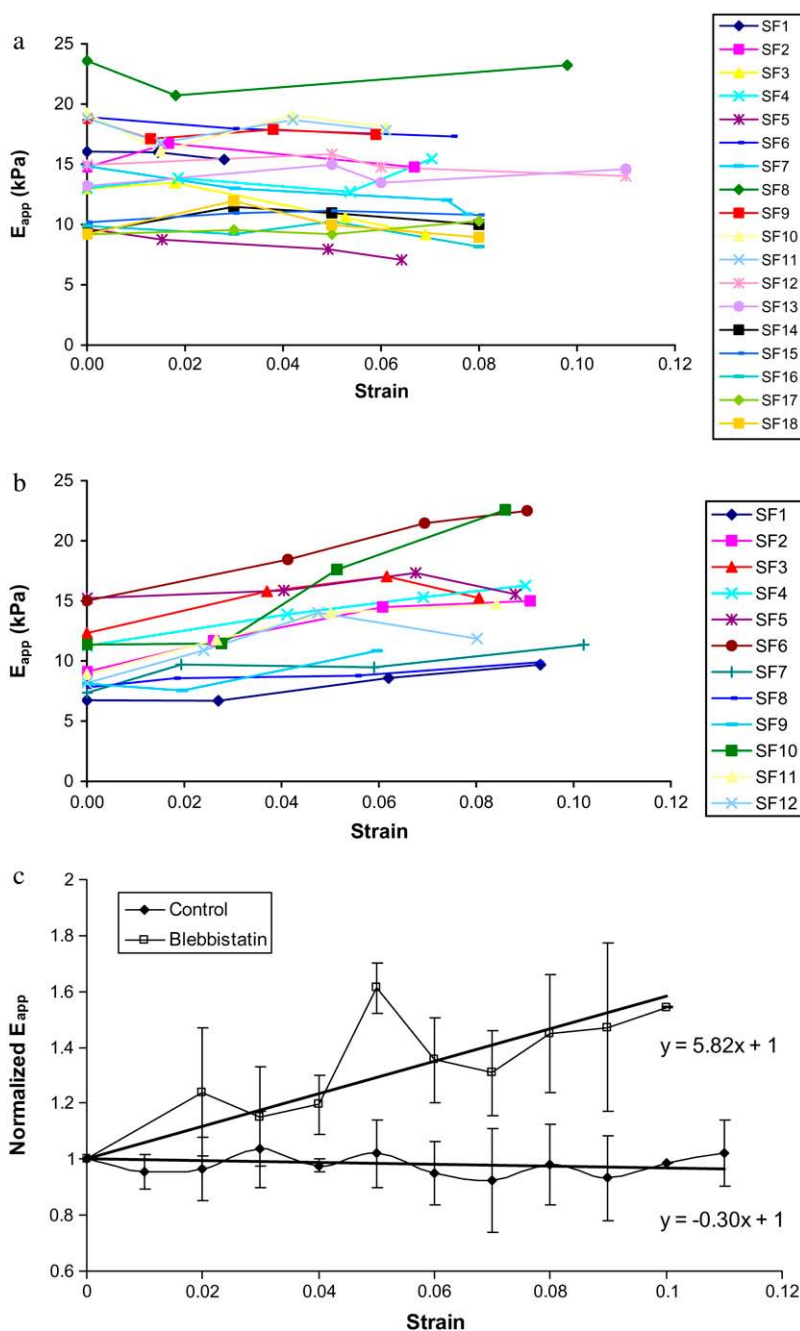 a
25
20
15
10
5
0
E_app (kPa)
0.00 0.02 0.04 0.06 0.08 0.10 0.12
Strain
SF1
SF2
SF3
SF4
SF5
SF6
SF7
SF8
SF9
SF10
SF11
SF12
SF13
SF14
SF15
SF16
SF17
SF18
b
25
20
15
10
5
0
E_app (kPa)
0.00 0.02 0.04 0.06 0.08 0.10 0.12
Strain
SF1
SF2
SF3
SF4
SF5
SF6
SF7
SF8
SF9
SF10
SF11
SF12
c
2
1.8
1.6
1.4
1.2
1
0.8
0.6
Normalized E_app
Control
Blebbistatin
y = 5.82x + 1
y = -0.30x + 1
0 0.02 0.04 0.06 0.08 0.1 0.12
Strain